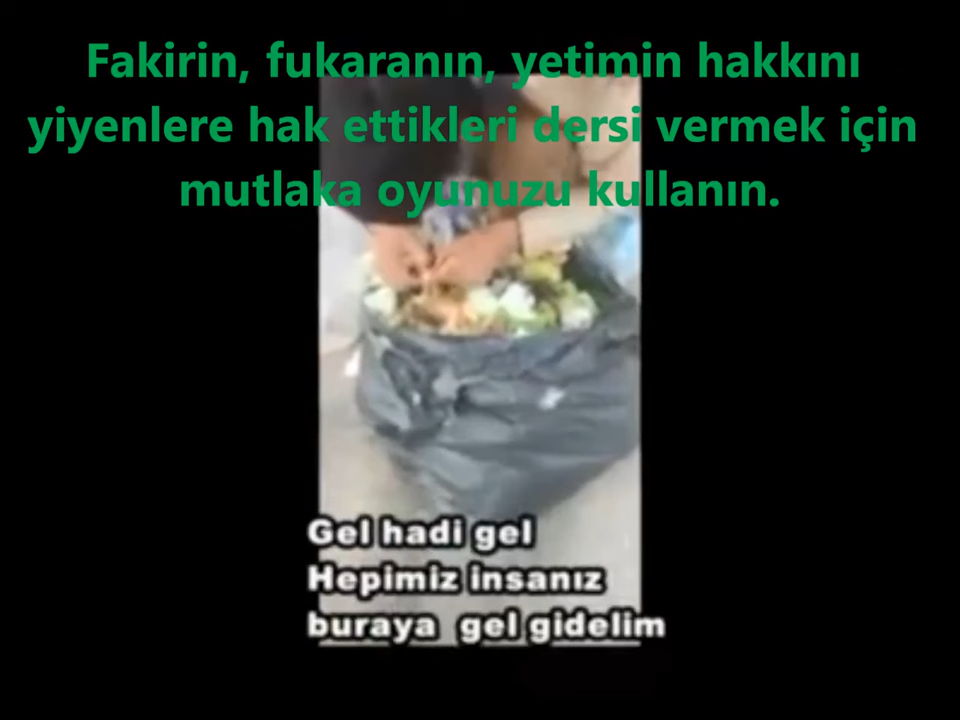 Fakirin, fukaranın, yetimin hakkını
yiyenlere hak ettikleri dersi vermek için
mutlaka oyunuzu kullanın.
Gel hadi gel
Hepimiz insanız
buraya gel gidelim